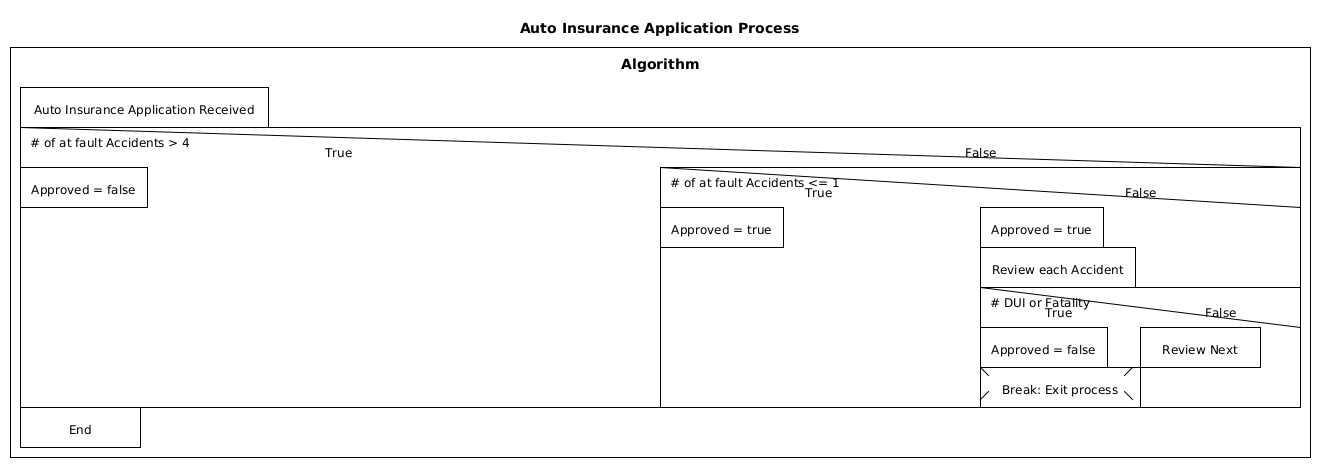 Auto Insurance Application Process
Algorithm
Auto Insurance Application Received
# of at fault Accidents > 4
True
False
Approved = false
# of at fault Accidents <= 1
True
False
Approved = true
Approved = true
Review each Accident
# DUI or Fatality
True
False
Approved = false
Review Next
Break: Exit process
End